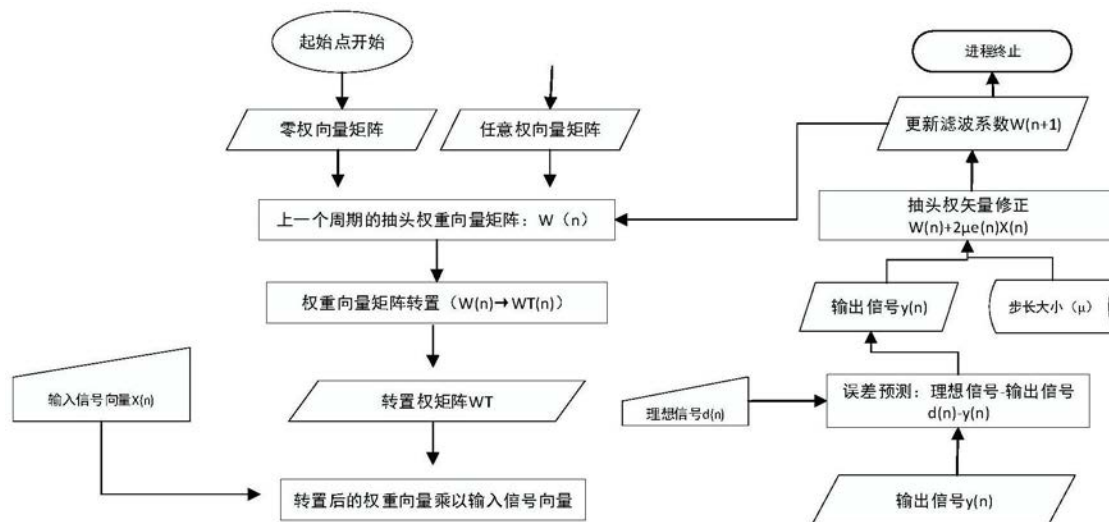 起始点开始
零权向量矩阵
任意权向量矩阵
上一个周期的抽头权重向量矩阵：W（n）
权重向量矩阵转置（W(n)→WT(n)）
输入信号向量X(n)
转置权矩阵WT
转置后的权重向量乘以输入信号向量
进程终止
更新滤波系数W(n+1)
抽头权矢量修正
W(n)+2μe(n)X(n)
输出信号y(n)
步长大小（μ）
理想信号d(n)
误差预测：理想信号-输出信号
d(n)-y(n)
输出信号y(n)